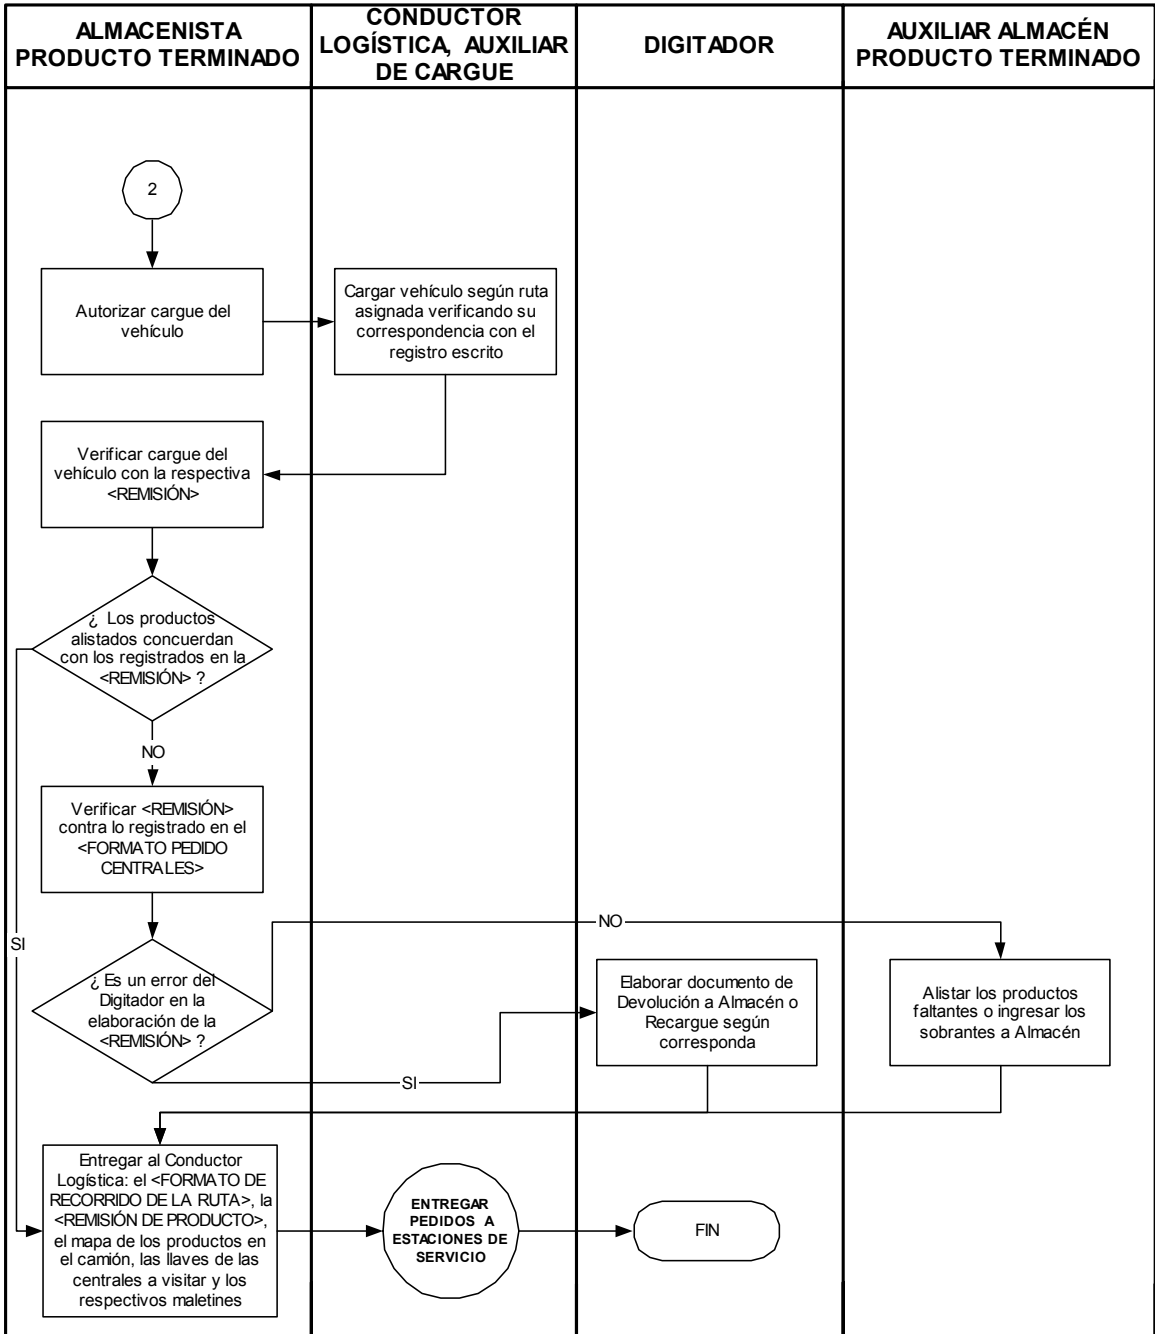 ALMACENISTA
PRODUCTO TERMINADO
CONDUCTOR
LOGÍSTICA, AUXILIAR
DE CARGUE
DIGITADOR
AUXILIAR ALMACÉN
PRODUCTO TERMINADO
2
Autorizar cargue del
vehículo
Cargar vehículo según ruta
asignada verificando su
correspondencia con el
registro escrito
Verificar cargue del
vehículo con la respectiva
<REMISIÓN>
¿ Los productos
alistados concuerdan
con los registrados en la
<REMISIÓN> ?
NO
Verificar <REMISIÓN>
contra lo registrado en el
<FORMATO PEDIDO
CENTRALES>
SI
NO
¿ Es un error del
Digitador en la
elaboración de la
<REMISIÓN> ?
SI
Elaborar documento de
Devolución a Almacén o
Recargue según
corresponda
Alistar los productos
faltantes o ingresar los
sobrantes a Almacén
Entregar al Conductor
Logística: el <FORMATO DE
RECORRIDO DE LA RUTA>, la
<REMISIÓN DE PRODUCTO>,
el mapa de los productos en
el camión, las llaves de las
centrales a visitar y los
respectivos maletines
ENTREGAR
PEDIDOS A
ESTACIONES DE
SERVICIO
FIN